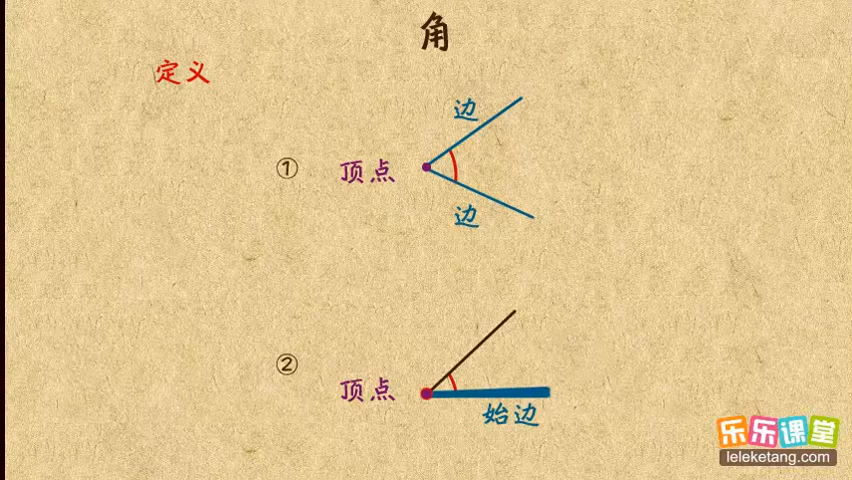 角
定义
边
① 顶点
边
② 顶点
始边
乐乐课堂
leleketang.com